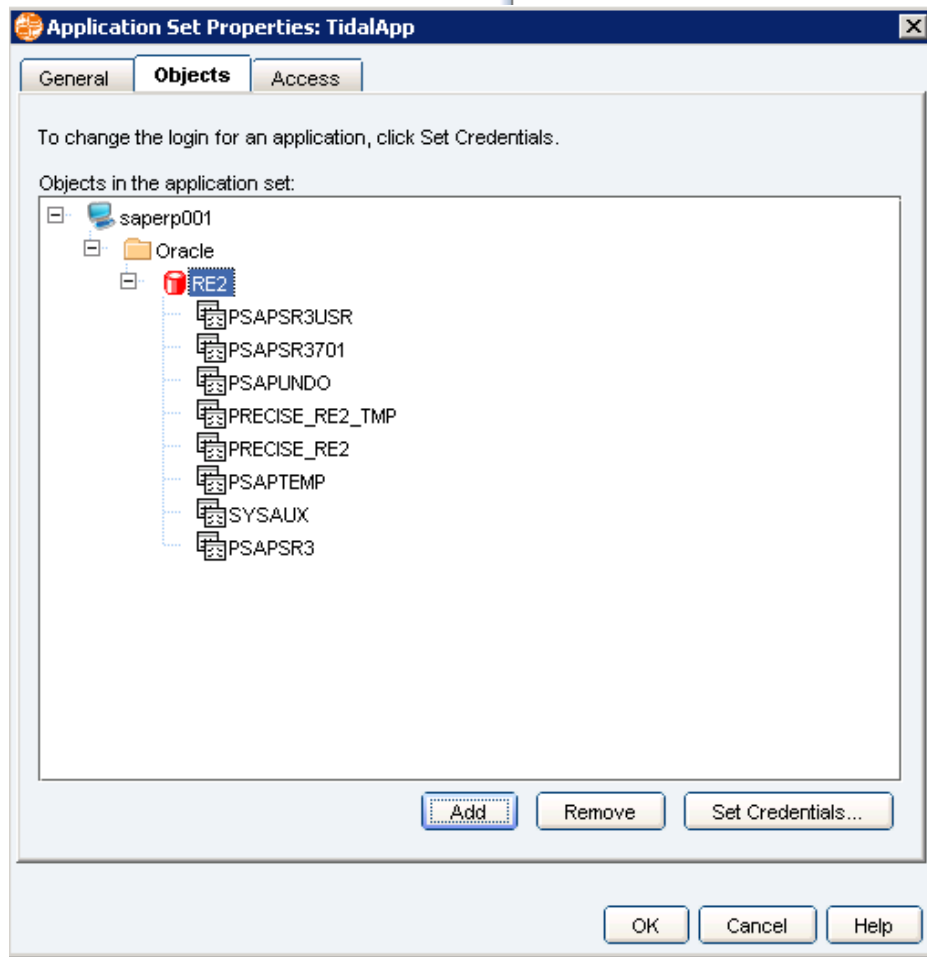 Application Set Properties: TidalApp
General Objects Access
To change the login for an application, click Set Credentials.
Objects in the application set:
saperp001
Oracle
RE2
PSAPSR3USR
PSAPSR3701
PSAPUNDO
PRECISE_RE2_TMP
PRECISE_RE2
PSAPTEMP
SYSAUX
PSAPSR3
Add Remove Set Credentials...
OK Cancel Help